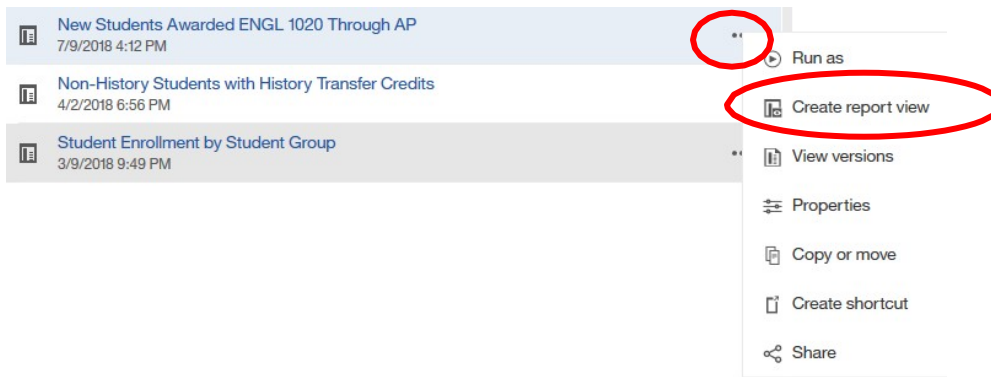 New Students Awarded ENGL 1020 Through AP
7/9/2018 4:12 PM
Non-History Students with History Transfer Credits
4/2/2018 6:56 PM
Student Enrollment by Student Group
3/9/2018 9:49 PM
Run as
Create report view
View versions
Properties
Copy or move
Create shortcut
Share